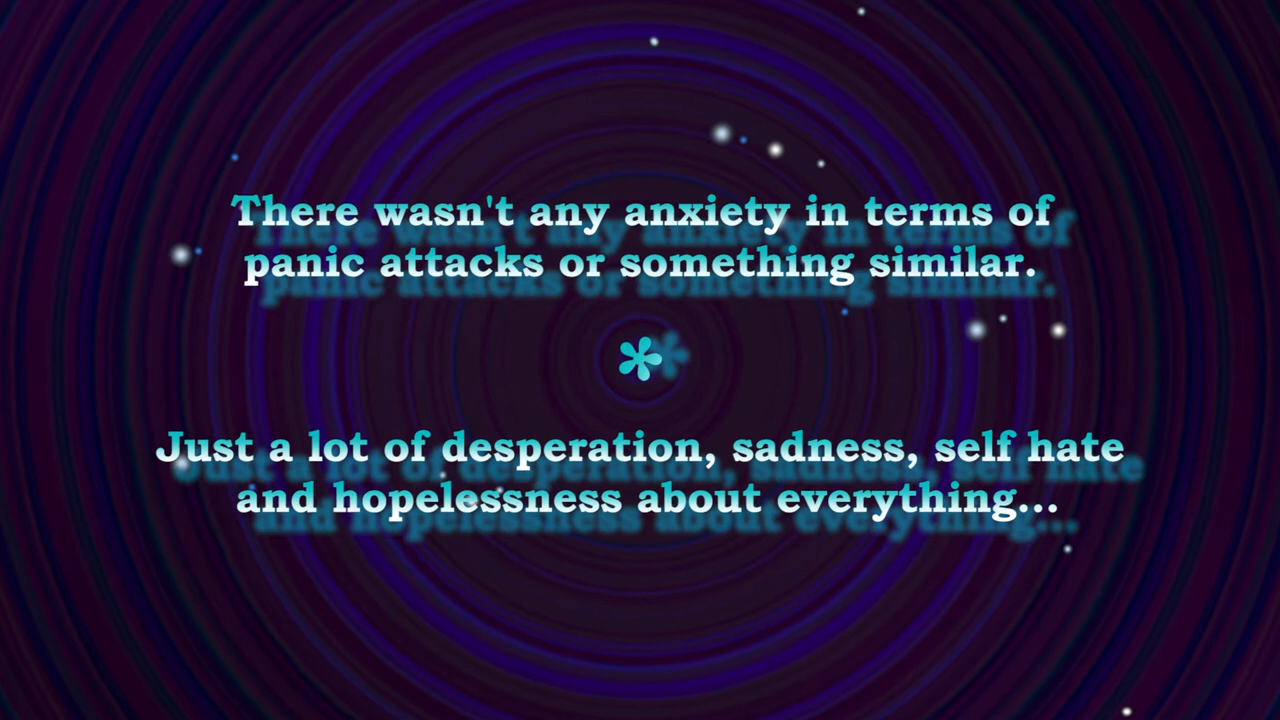 There wasn't any anxiety in terms of
panic attacks or something similar.
*
Just a lot of desperation, sadness, self hate
and hopelessness about everything...